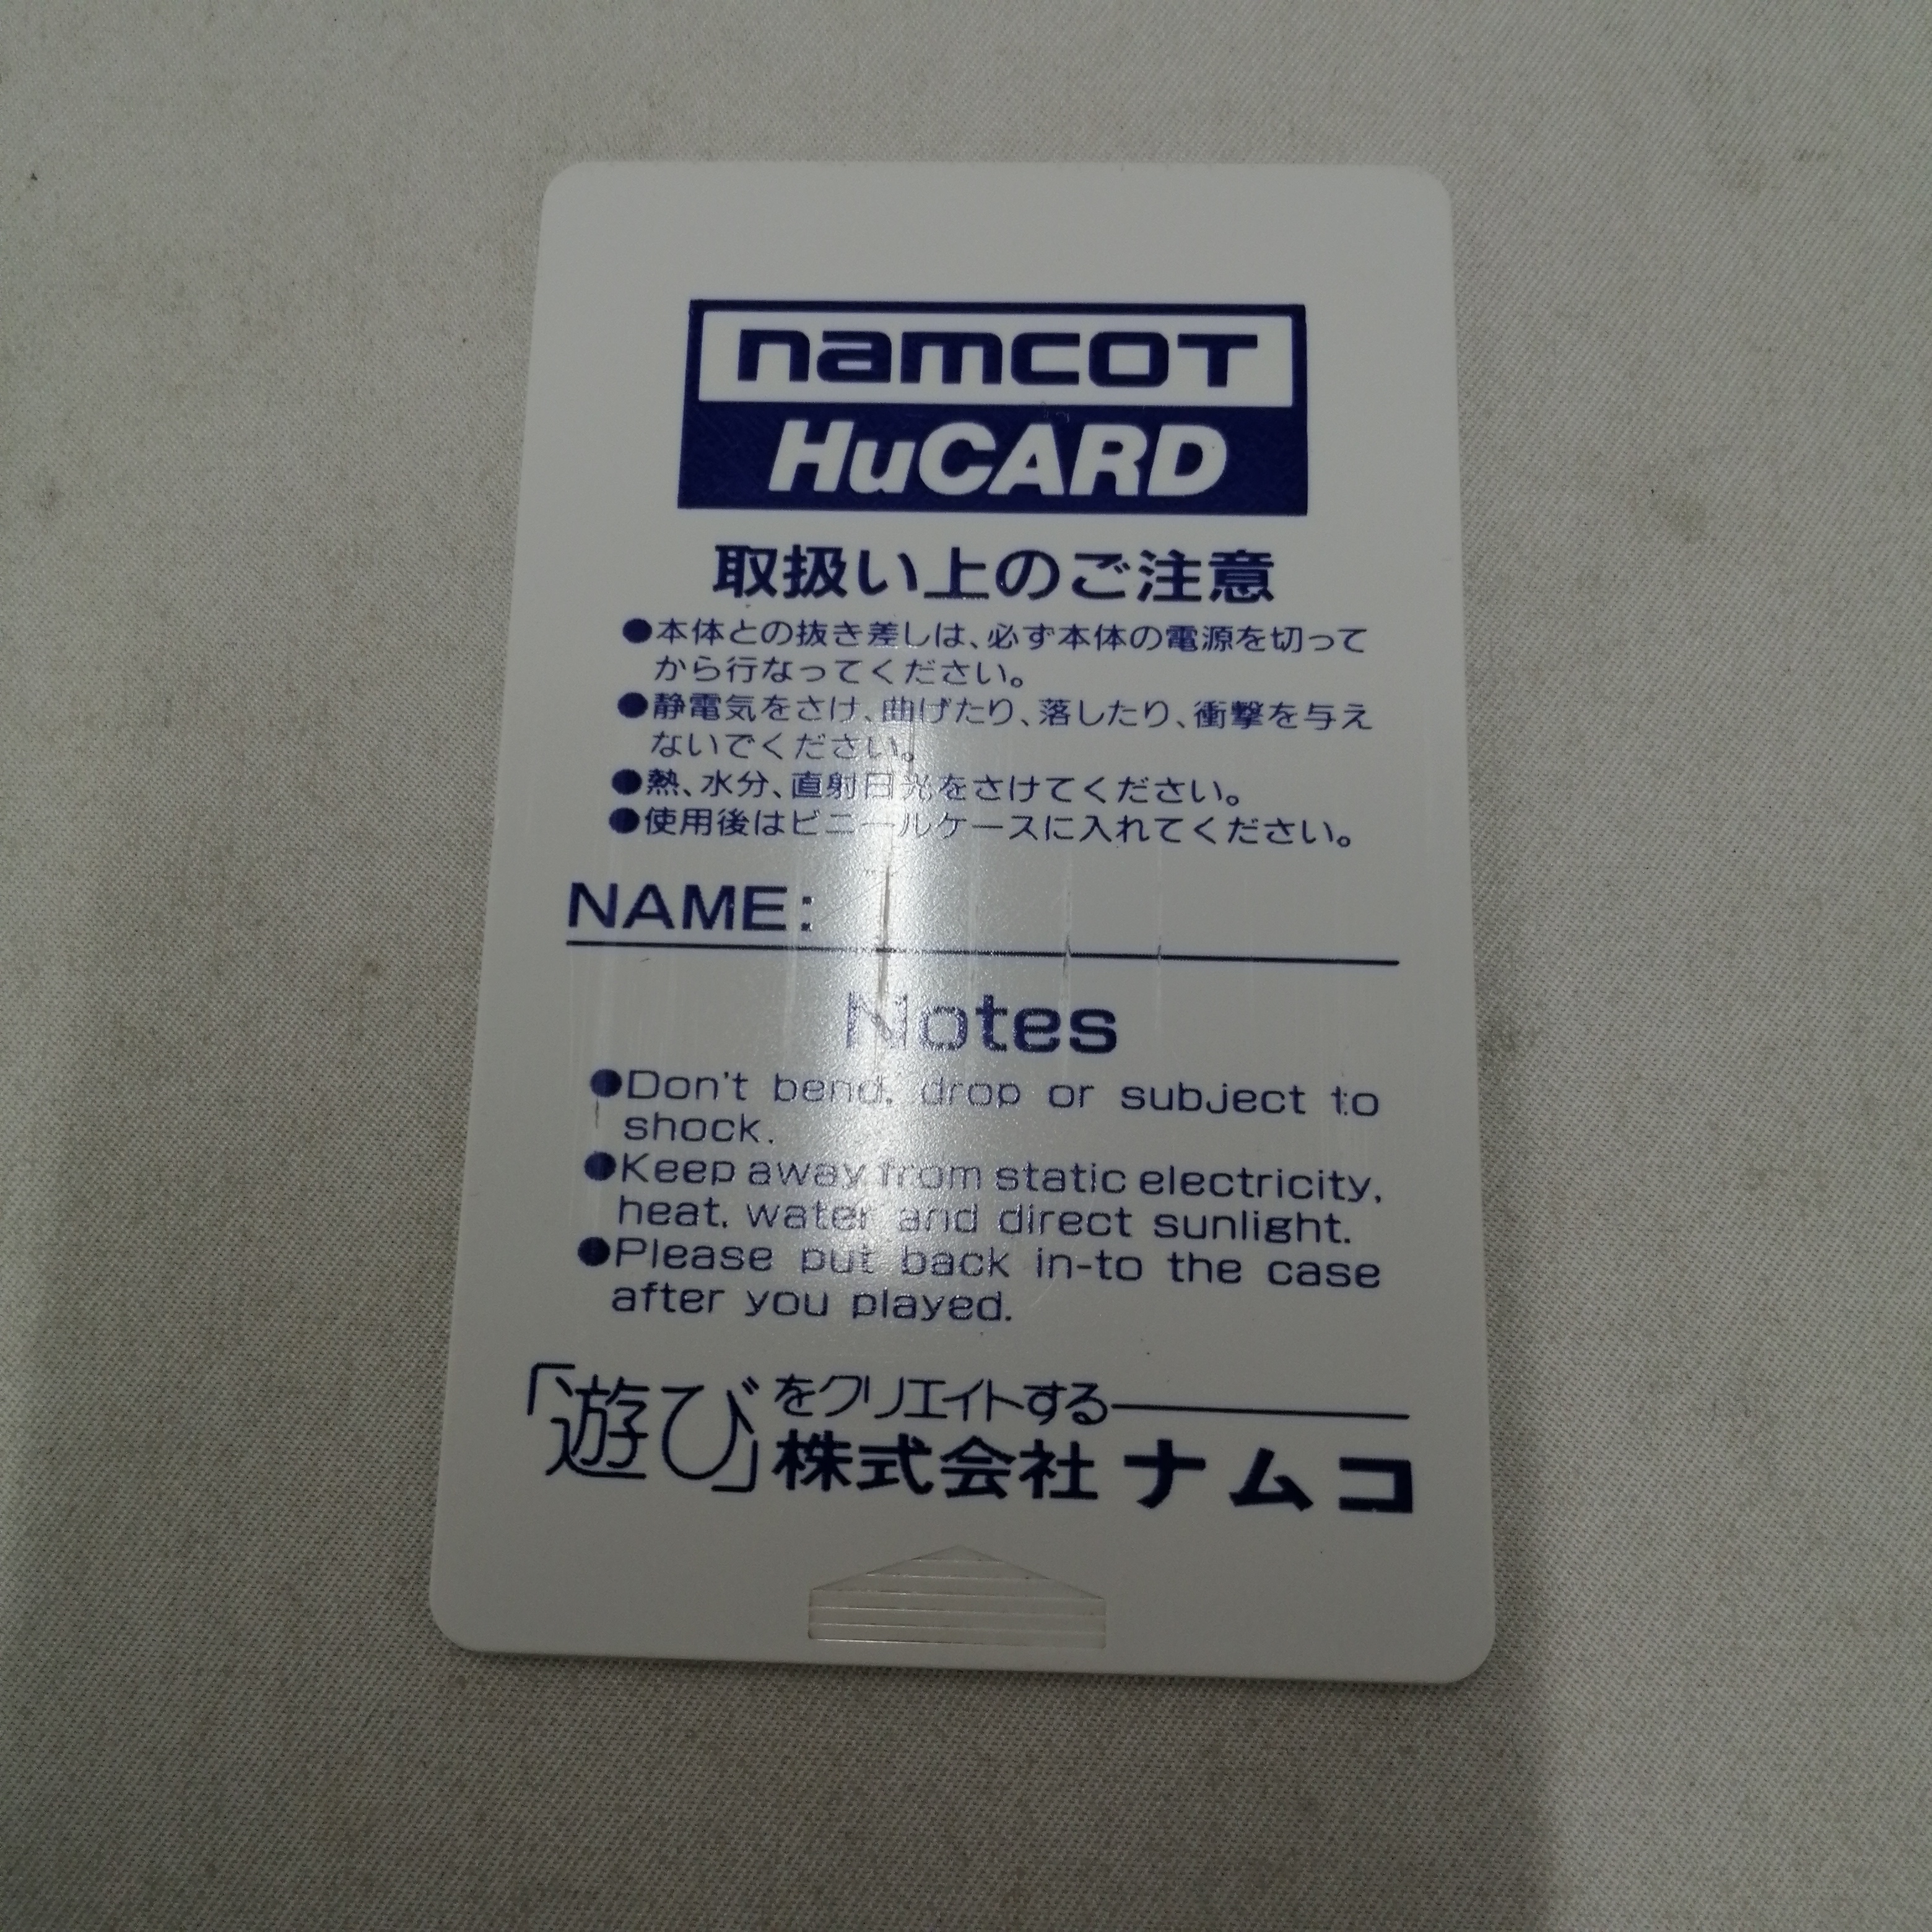 namcot
HuCARD
取扱い上のご注意
●本体との抜き差しは、必ず本体の電源を切って
から行なってください。
●静電気をさけ、曲げたり、落したり、衝撃を与え
ないでください。
●熱、水分、直射日光をさけてください。
●使用後はビニールケースに入れてください。
NAME:
Notes
●Don't bend, drop or subject to
shock.
●Keep away from static electricity,
heat, water and direct sunlight.
●Please put back in-to the case
after you played.
「遊び」をクリエイトする
株式会社ナムコ